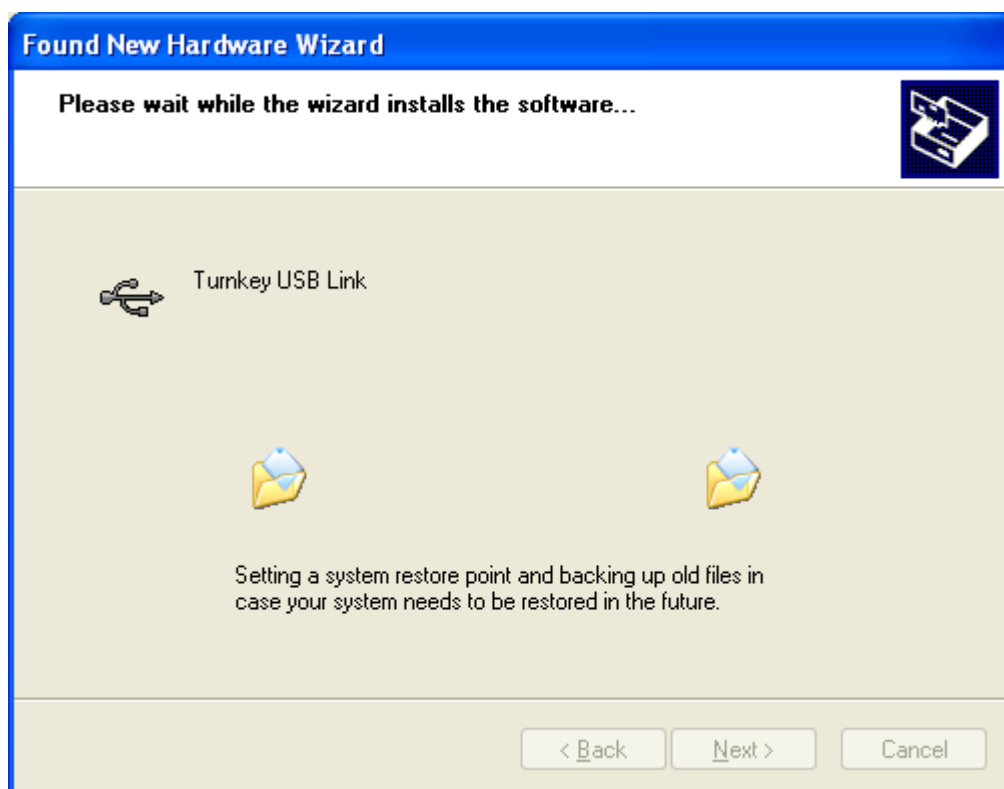 Found New Hardware Wizard
Please wait while the wizard installs the software...
Turnkey USB Link
Setting a system restore point and backing up old files in
case your system needs to be restored in the future.
< Back
Next >
Cancel